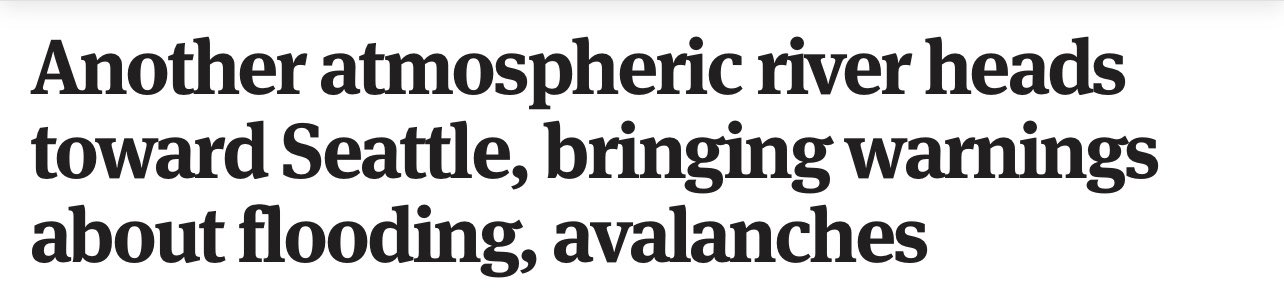 Another atmospheric river heads
toward Seattle, bringing warnings
about flooding, avalanches